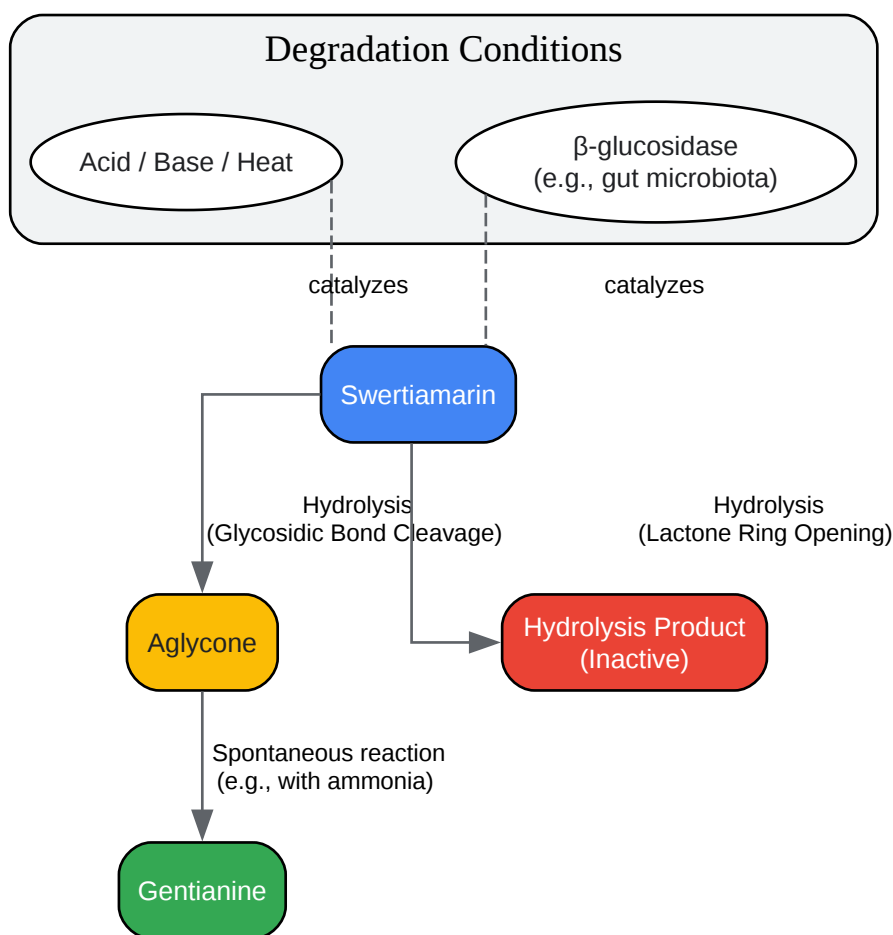 Degradation Conditions
Acid / Base / Heat
β-glucosidase
(e.g., gut microbiota)
catalyzes
catalyzes
Swertiamarin
Hydrolysis
(Glycosidic Bond Cleavage)
Hydrolysis
(Lactone Ring Opening)
Aglycone
Hydrolysis Product
(Inactive)
Spontaneous reaction
(e.g., with ammonia)
Gentianine